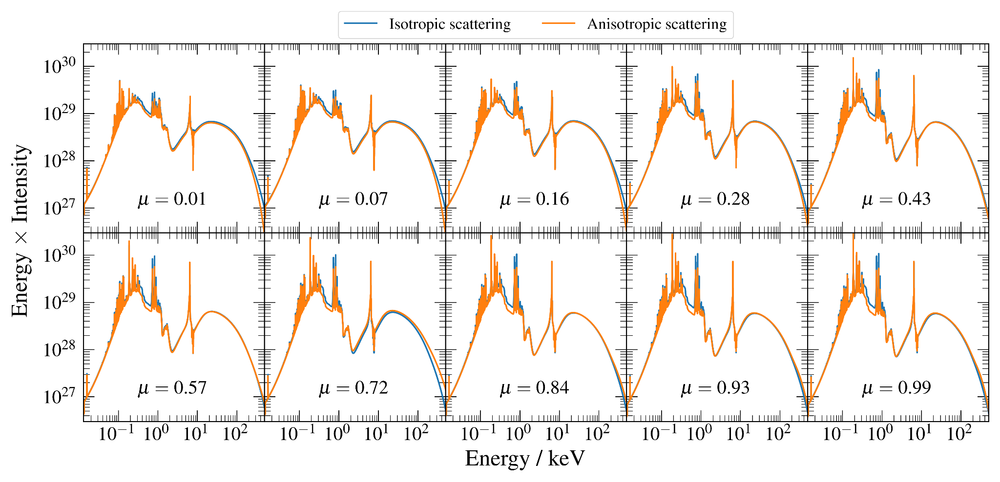 Isotropic scattering Anisotropic scattering
Energy × Intensity
10^30
10^29
10^28
10^27
μ = 0.01 μ = 0.07 μ = 0.16 μ = 0.28 μ = 0.43
10^30
10^29
10^28
10^27
μ = 0.57 μ = 0.72 μ = 0.84 μ = 0.93 μ = 0.99
10^−1 10^0 10^1 10^2 10^−1 10^0 10^1 10^2 10^−1 10^0 10^1 10^2 10^−1 10^0 10^1 10^2 10^−1 10^0 10^1 10^2
Energy / keV